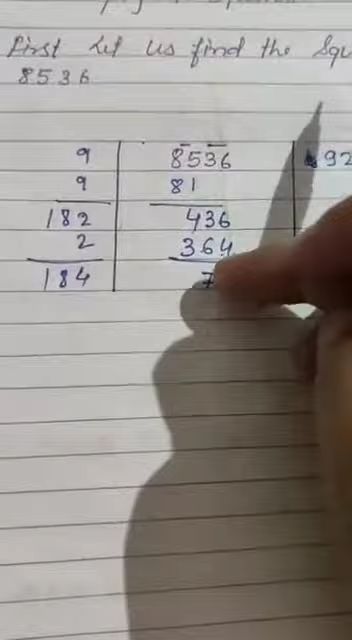 First let us find the Squ
8536
9 8536 92
9 81
182 436
2 364
184 7